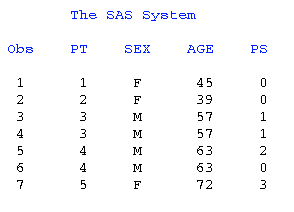 The SAS System
Obs PT SEX AGE PS
1 1 F 45 0
2 2 F 39 0
3 3 M 57 1
4 3 M 57 1
5 4 M 63 2
6 4 M 63 0
7 5 F 72 3